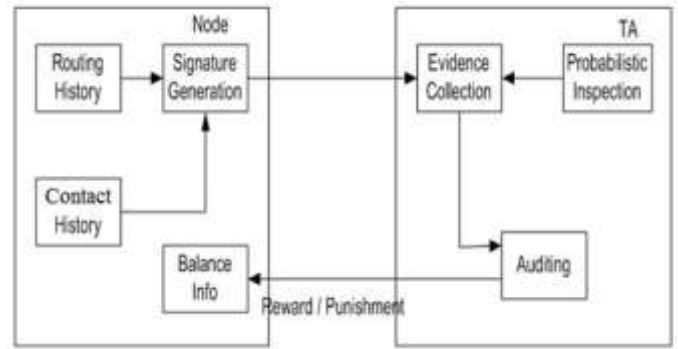 Node
TA
Routing
History
Signature
Generation
Evidence
Collection
Probabilistic
Inspection
Contact
History
Balance
Info
Auditing
Reward / Punishment